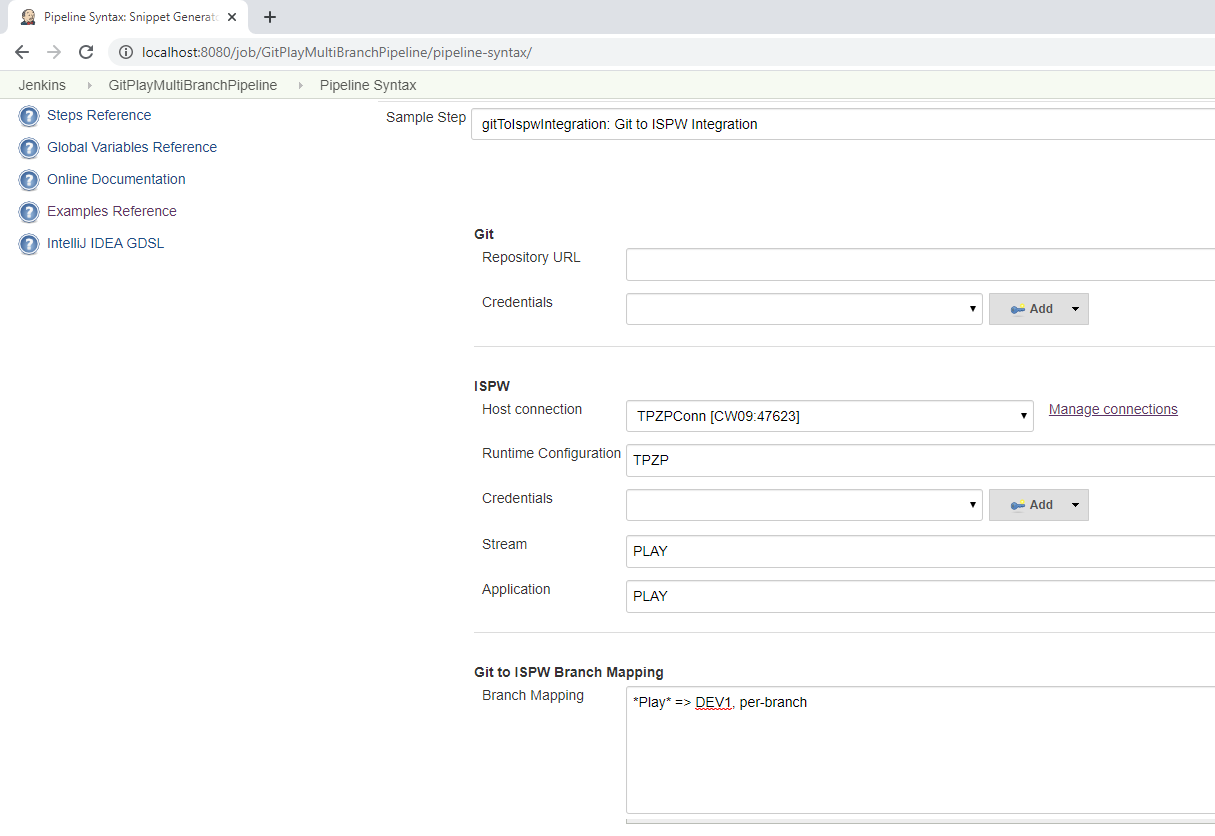 Pipeline Syntax: Snippet Generato
localhost:8080/job/GitPlayMultiBranchPipeline/pipeline-syntax/
Jenkins GitPlayMultiBranchPipeline Pipeline Syntax
Steps Reference
Global Variables Reference
Online Documentation
Examples Reference
IntelliJ IDEA GDSL
Sample Step gitToIspwIntegration: Git to ISPW Integration
Git
Repository URL
Credentials Add
ISPW
Host connection TPZPConn [CW09:47623] Manage connections
Runtime Configuration TPZP
Credentials Add
Stream PLAY
Application PLAY
Git to ISPW Branch Mapping
Branch Mapping *Play* => DEV1, per-branch